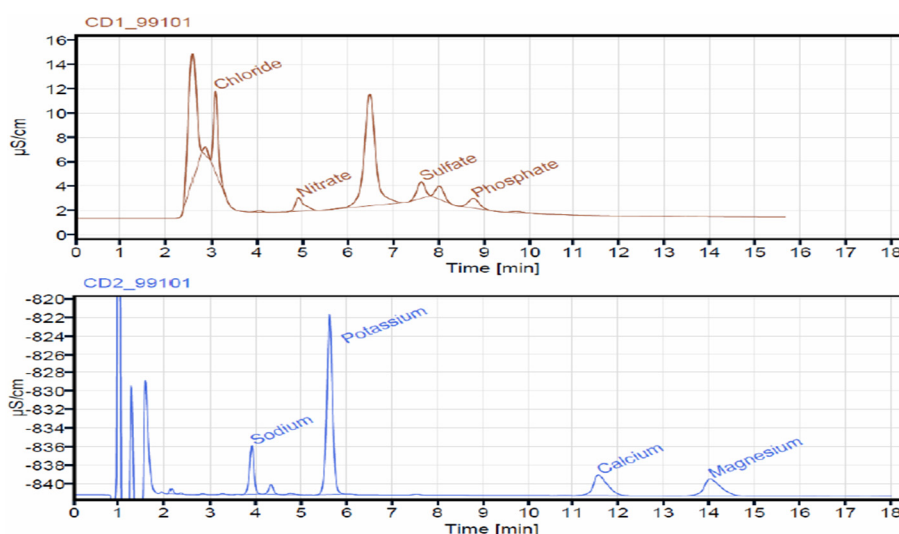 CD1_99101
16
14
12
10
8
6
4
2
0
µS/cm
Chloride
Nitrate
Sulfate
Phosphate
0 1 2 3 4 5 6 7 8 9 10 11 12 13 14 15 16 17 18
Time [min]
CD2_99101
-820
-822
-824
-826
-828
-830
-832
-834
-836
-838
-840
µS/cm
Sodium
Potassium
Calcium
Magnesium
0 1 2 3 4 5 6 7 8 9 10 11 12 13 14 15 16 17 18
Time [min]